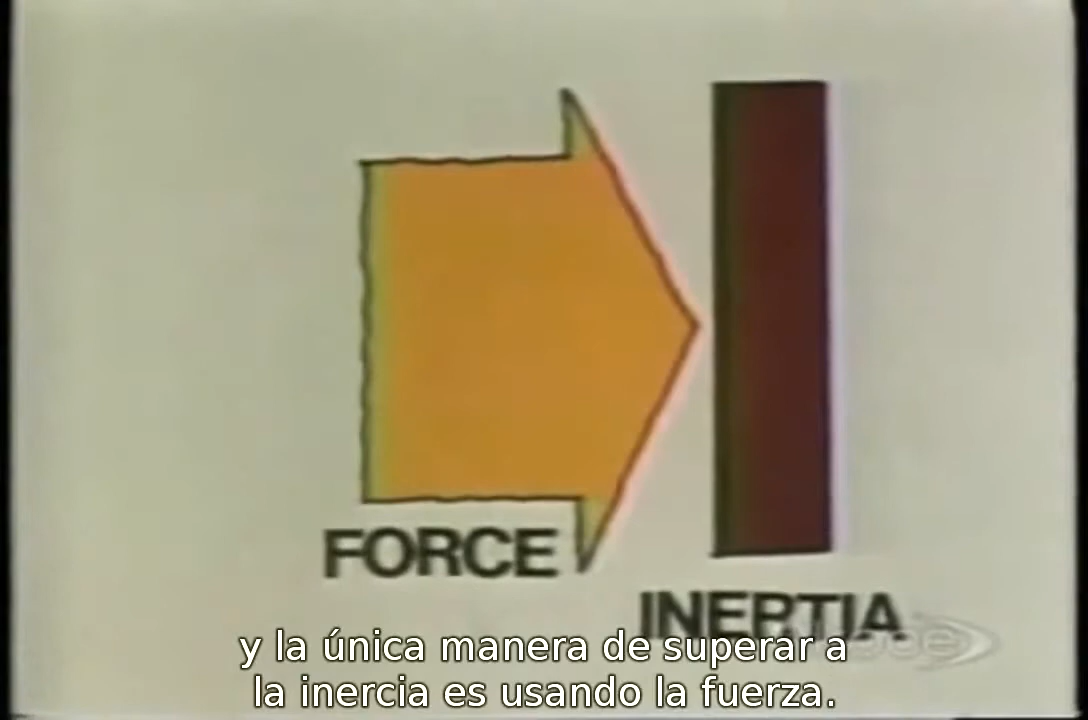 FORCE
INERTIA
y la única manera de superar a
la inercia es usando la fuerza.